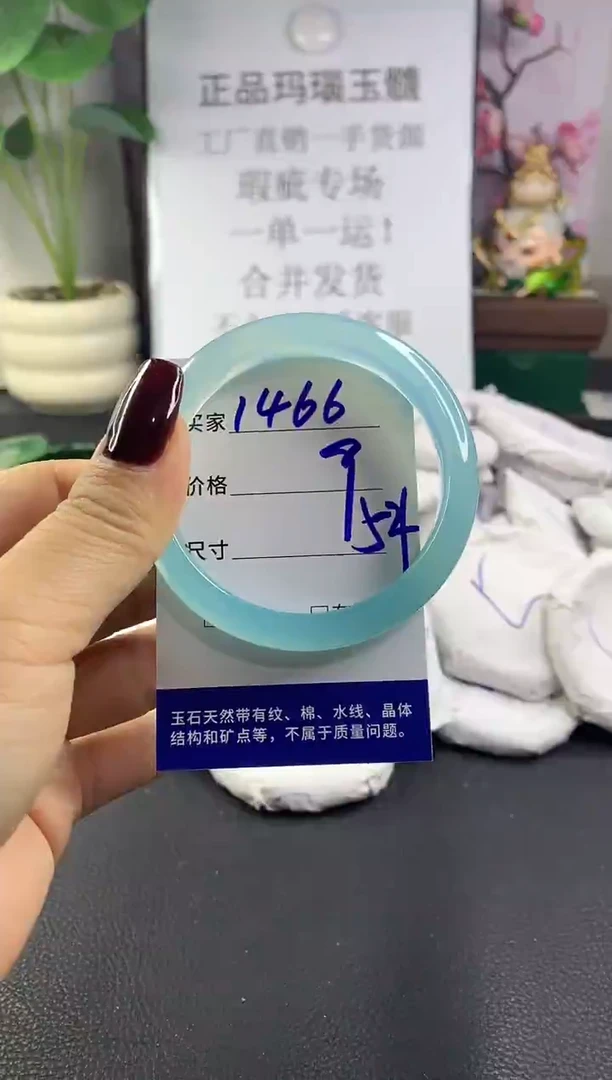 正品玛瑙玉髓
工厂直销一手货源
瑕疵专场
一单一运!
合并发货
买家 1466
价格
尺寸 54
玉石天然带有纹、棉、水线、晶体
结构和矿点等，不属于质量问题。